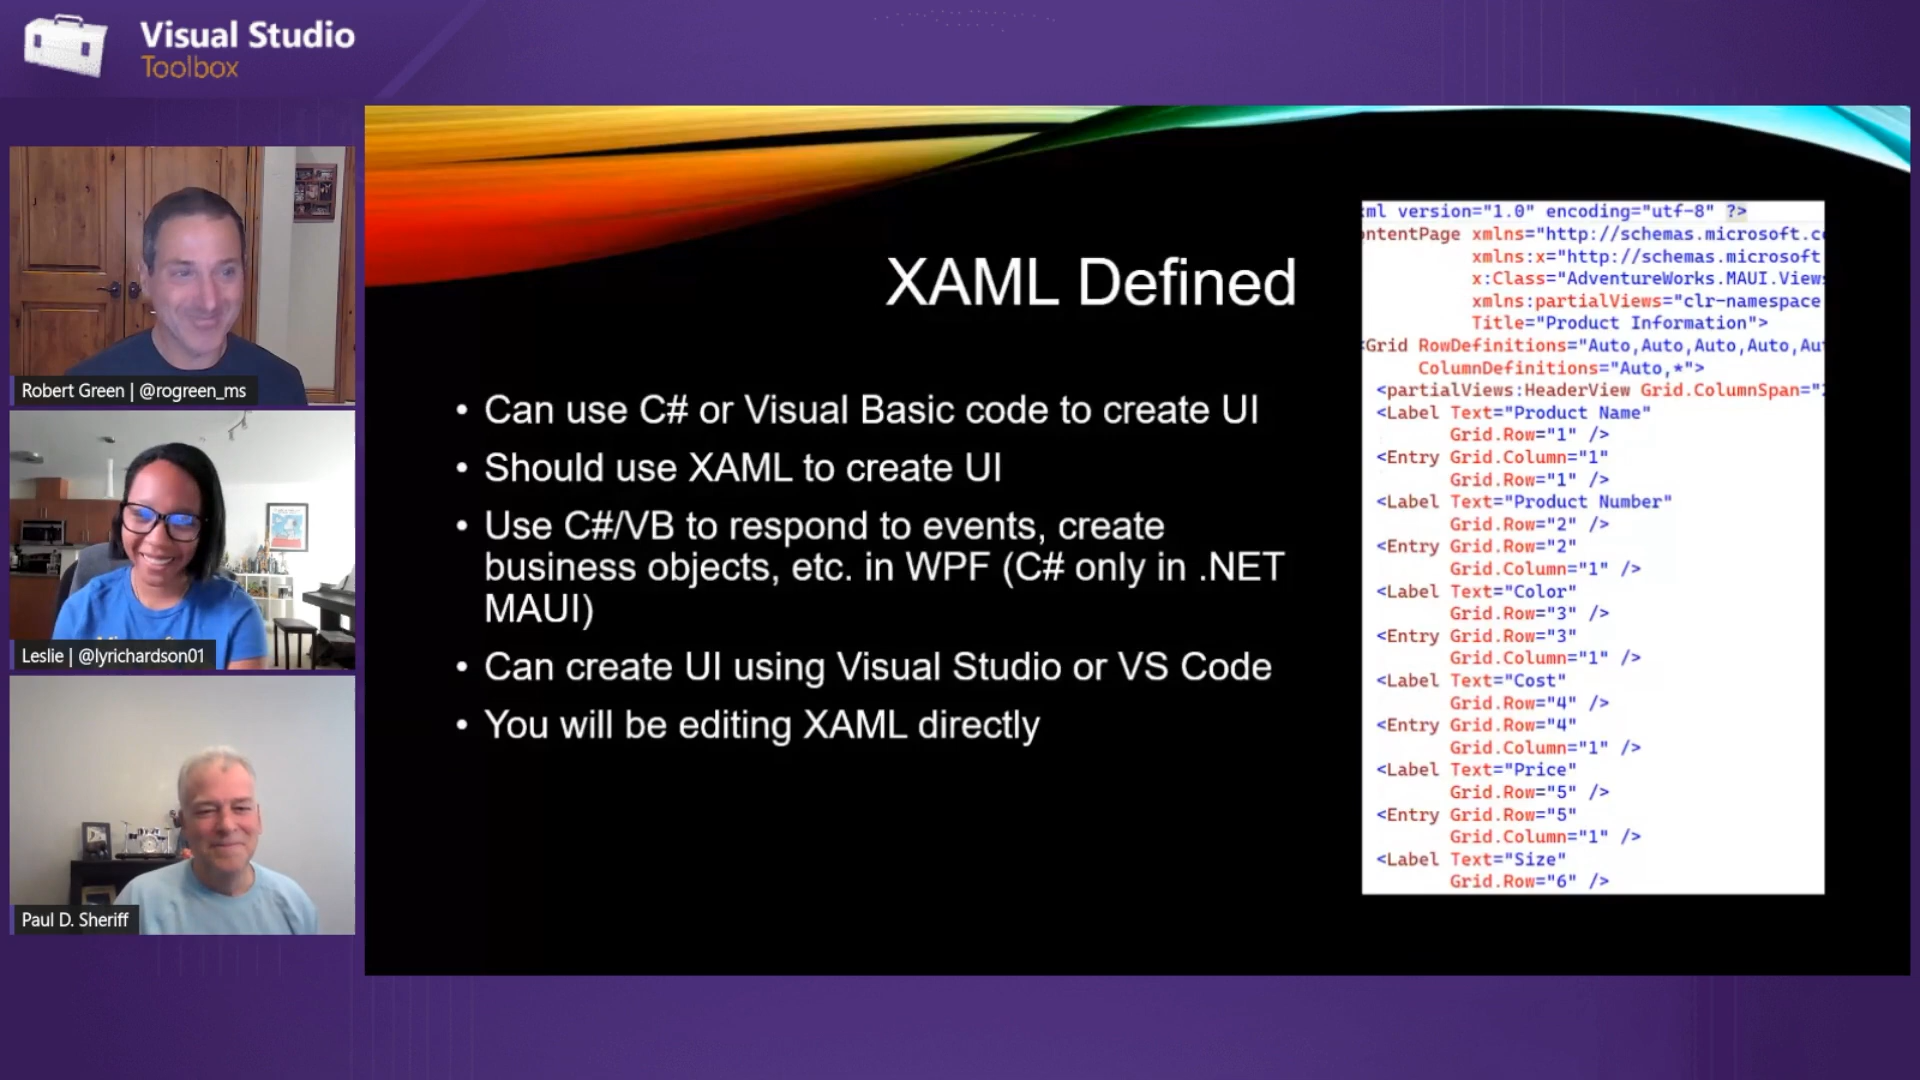 Visual Studio
Toolbox
Robert Green | @rogreen_ms
Leslie | @lyrichardson01
Paul D. Sheriff
XAML Defined
• Can use C# or Visual Basic code to create UI
• Should use XAML to create UI
• Use C#/VB to respond to events, create
business objects, etc. in WPF (C# only in .NET
MAUI)
• Can create UI using Visual Studio or VS Code
• You will be editing XAML directly
ml version="1.0" encoding="utf-8" ?>
ntentPage xmlns="http://schemas.microsoft.c
xmlns:x="http://schemas.microsoft
x:Class="AdventureWorks.MAUI.View
xmlns:partialViews="clr-namespace
Title="Product Information">
Grid RowDefinitions="Auto,Auto,Auto,Auto,Au
ColumnDefinitions="Auto,*">
<partialViews:HeaderView Grid.ColumnSpan="
<Label Text="Product Name"
Grid.Row="1" />
<Entry Grid.Column="1"
Grid.Row="1" />
<Label Text="Product Number"
Grid.Row="2" />
<Entry Grid.Row="2"
Grid.Column="1" />
<Label Text="Color"
Grid.Row="3" />
<Entry Grid.Row="3"
Grid.Column="1" />
<Label Text="Cost"
Grid.Row="4" />
<Entry Grid.Row="4"
Grid.Column="1" />
<Label Text="Price"
Grid.Row="5" />
<Entry Grid.Row="5"
Grid.Column="1" />
<Label Text="Size"
Grid.Row="6" />